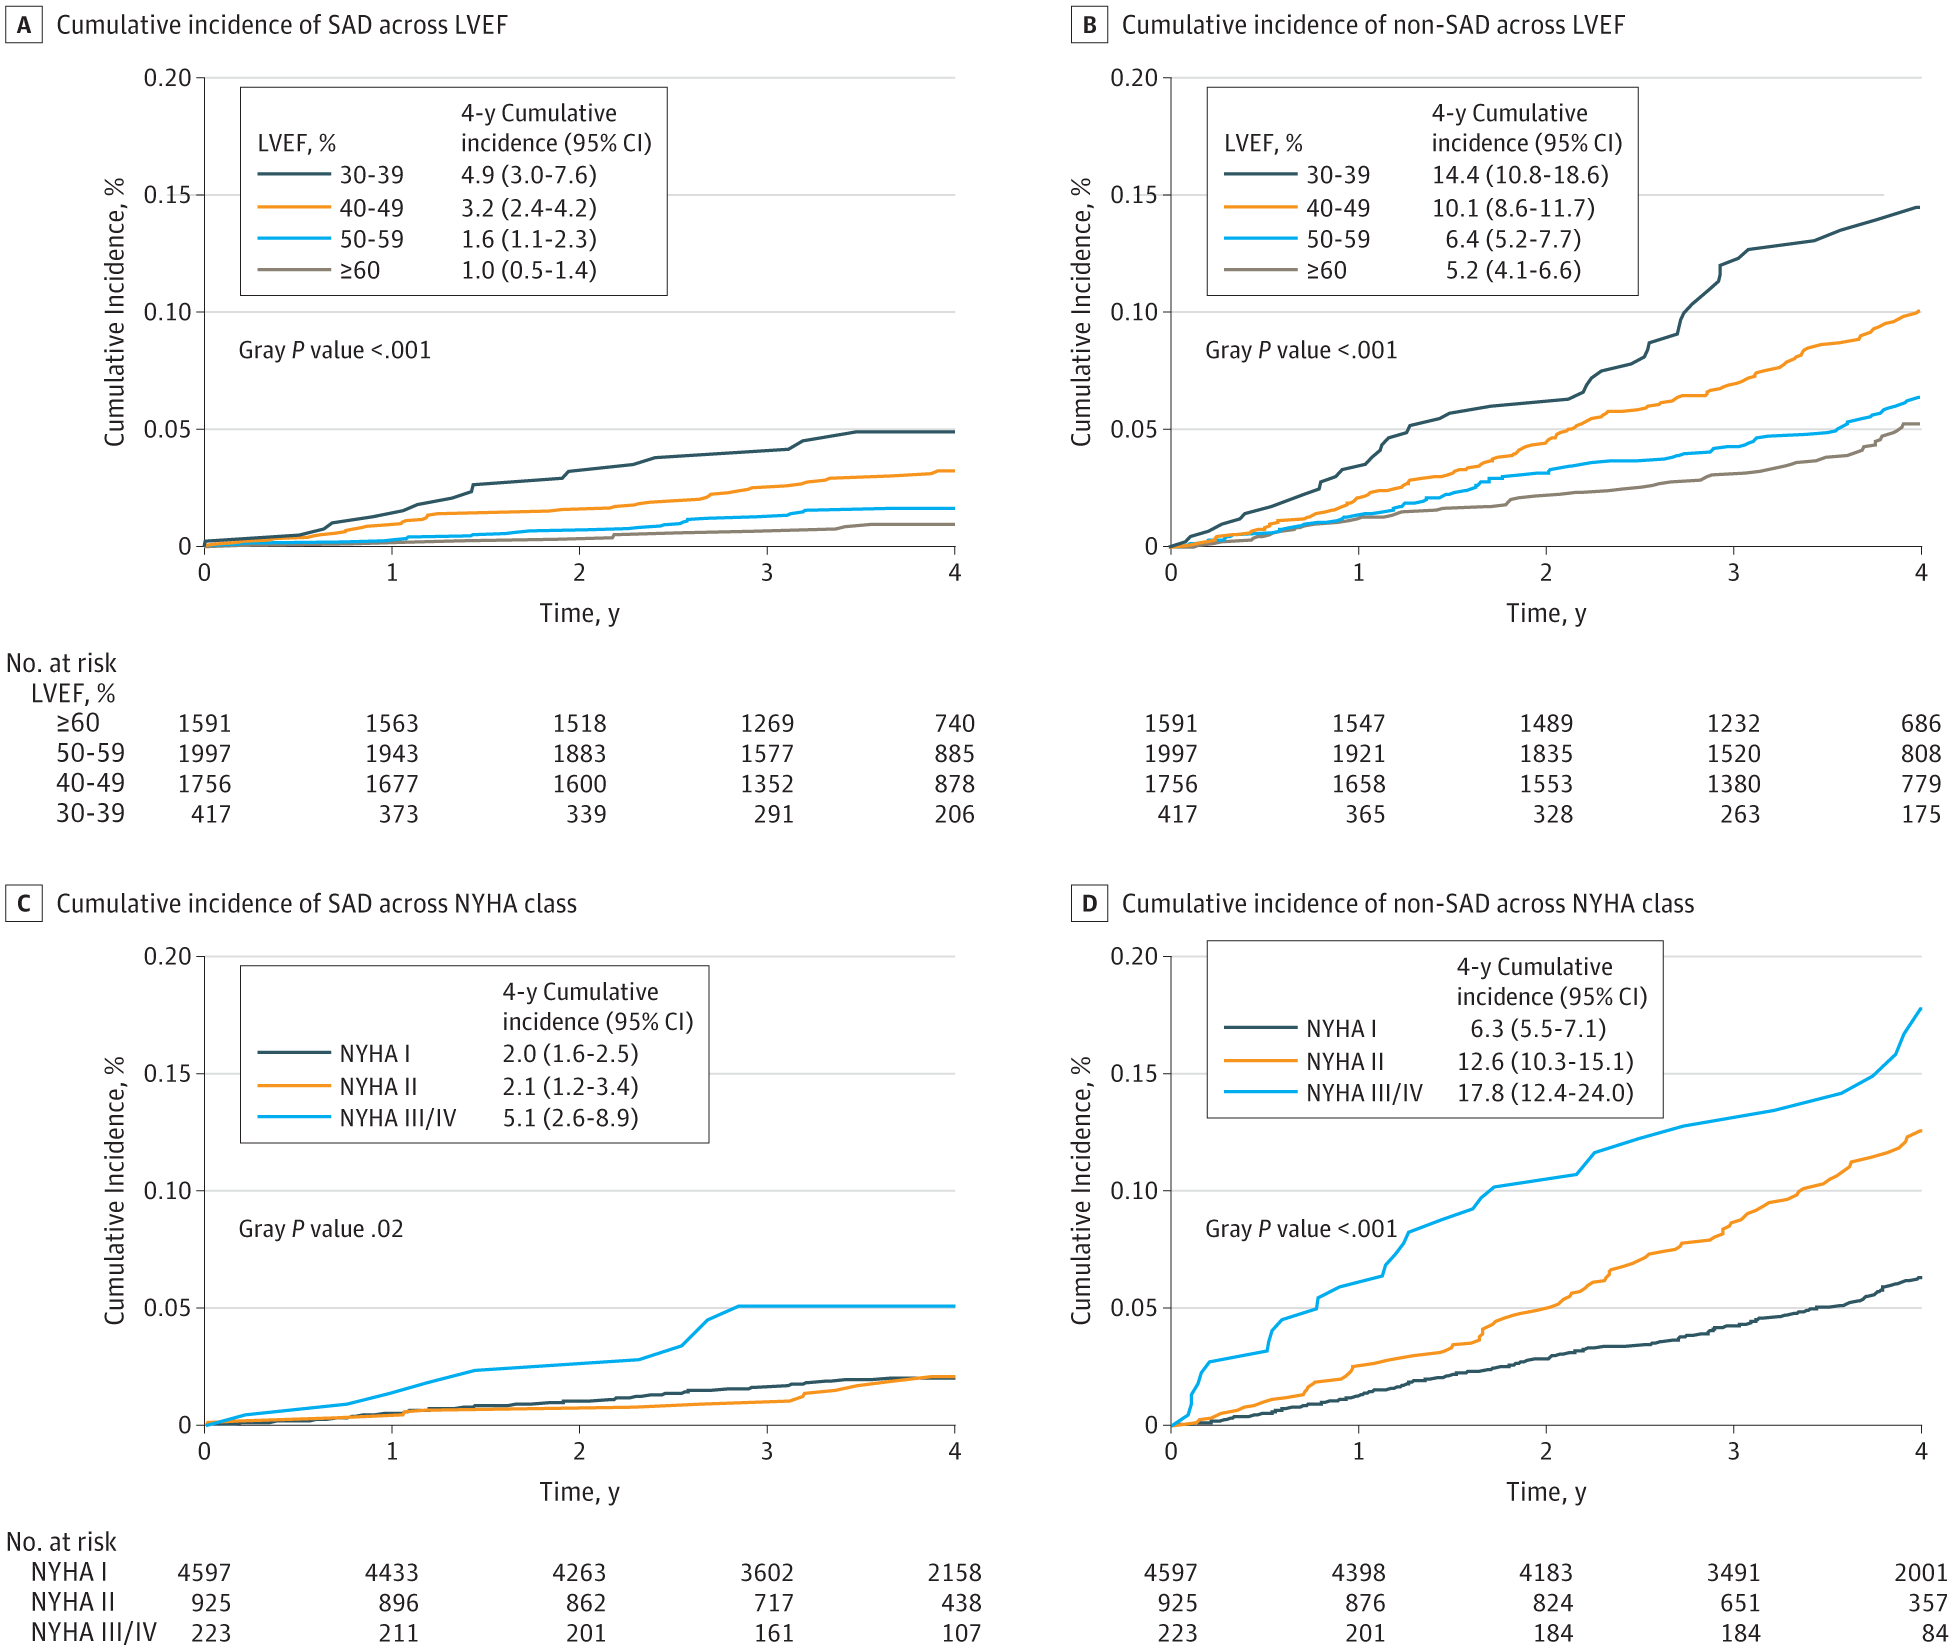 A Cumulative incidence of SAD across LVEF
Cumulative Incidence, %
0.20
0.15
0.10
0.05
0
4-y Cumulative
LVEF, % incidence (95% CI)
30-39 4.9 (3.0-7.6)
40-49 3.2 (2.4-4.2)
50-59 1.6 (1.1-2.3)
≥60 1.0 (0.5-1.4)
Gray P value <.001
0 1 2 3 4
Time, y
No. at risk
LVEF, %
≥60 1591 1563 1518 1269 740
50-59 1997 1943 1883 1577 885
40-49 1756 1677 1600 1352 878
30-39 417 373 339 291 206
B Cumulative incidence of non-SAD across LVEF
Cumulative Incidence, %
0.20
0.15
0.10
0.05
0
4-y Cumulative
LVEF, % incidence (95% CI)
30-39 14.4 (10.8-18.6)
40-49 10.1 (8.6-11.7)
50-59 6.4 (5.2-7.7)
≥60 5.2 (4.1-6.6)
Gray P value <.001
0 1 2 3 4
Time, y
1591 1547 1489 1232 686
1997 1921 1835 1520 808
1756 1658 1553 1380 779
417 365 328 263 175
C Cumulative incidence of SAD across NYHA class
Cumulative Incidence, %
0.20
0.15
0.10
0.05
0
4-y Cumulative
incidence (95% CI)
NYHA I 2.0 (1.6-2.5)
NYHA II 2.1 (1.2-3.4)
NYHA III/IV 5.1 (2.6-8.9)
Gray P value .02
0 1 2 3 4
Time, y
No. at risk
NYHA I 4597 4433 4263 3602 2158
NYHA II 925 896 862 717 438
NYHA III/IV 223 211 201 161 107
D Cumulative incidence of non-SAD across NYHA class
Cumulative Incidence, %
0.20
0.15
0.10
0.05
0
4-y Cumulative
incidence (95% CI)
NYHA I 6.3 (5.5-7.1)
NYHA II 12.6 (10.3-15.1)
NYHA III/IV 17.8 (12.4-24.0)
Gray P value <.001
0 1 2 3 4
Time, y
4597 4398 4183 3491 2001
925 876 824 651 357
223 201 184 184 84